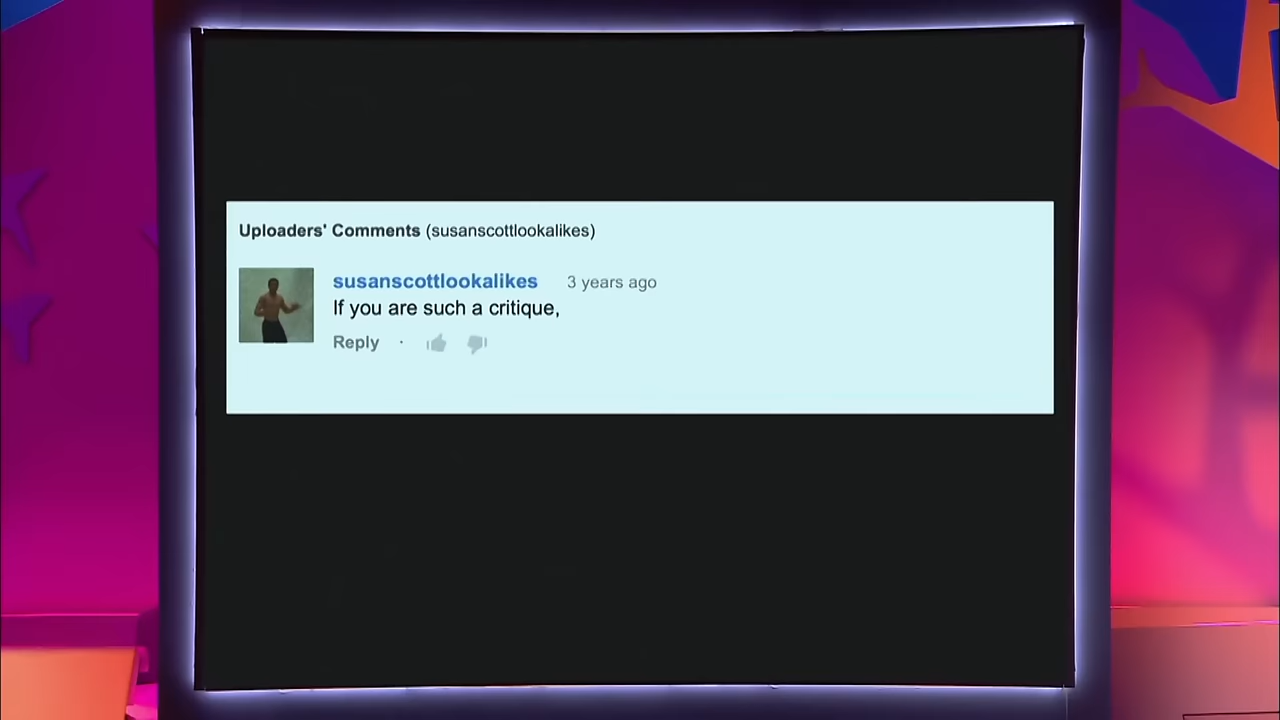 Uploaders' Comments (susanscottlookalikes)
susanscottlookalikes 3 years ago
If you are such a critique,
Reply ·